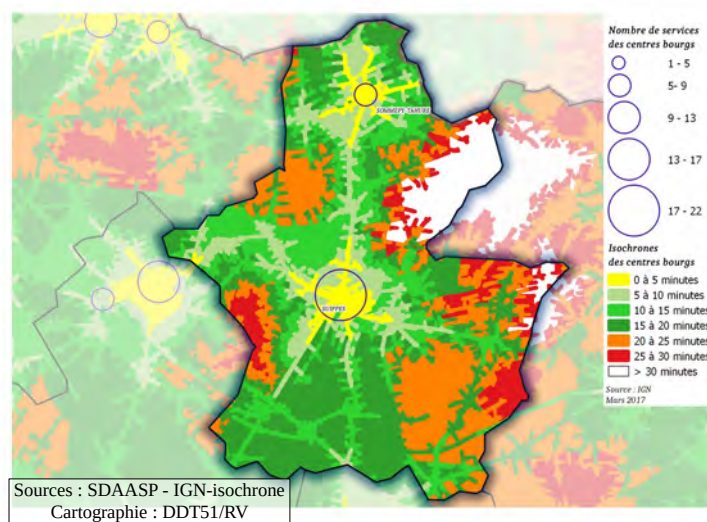 Nombre de services
des centres bourgs
1 - 5
5- 9
9 - 13
13 - 17
17 - 22
Isochrones
des centres bourgs
0 à 5 minutes
5 à 10 minutes
10 à 15 minutes
15 à 20 minutes
20 à 25 minutes
25 à 30 minutes
> 30 minutes
Source : IGN
Mars 2017
SOMMEPY-TAHURE
SUIPPES
Sources : SDAASP - IGN-isochrone
Cartographie : DDT51/RV